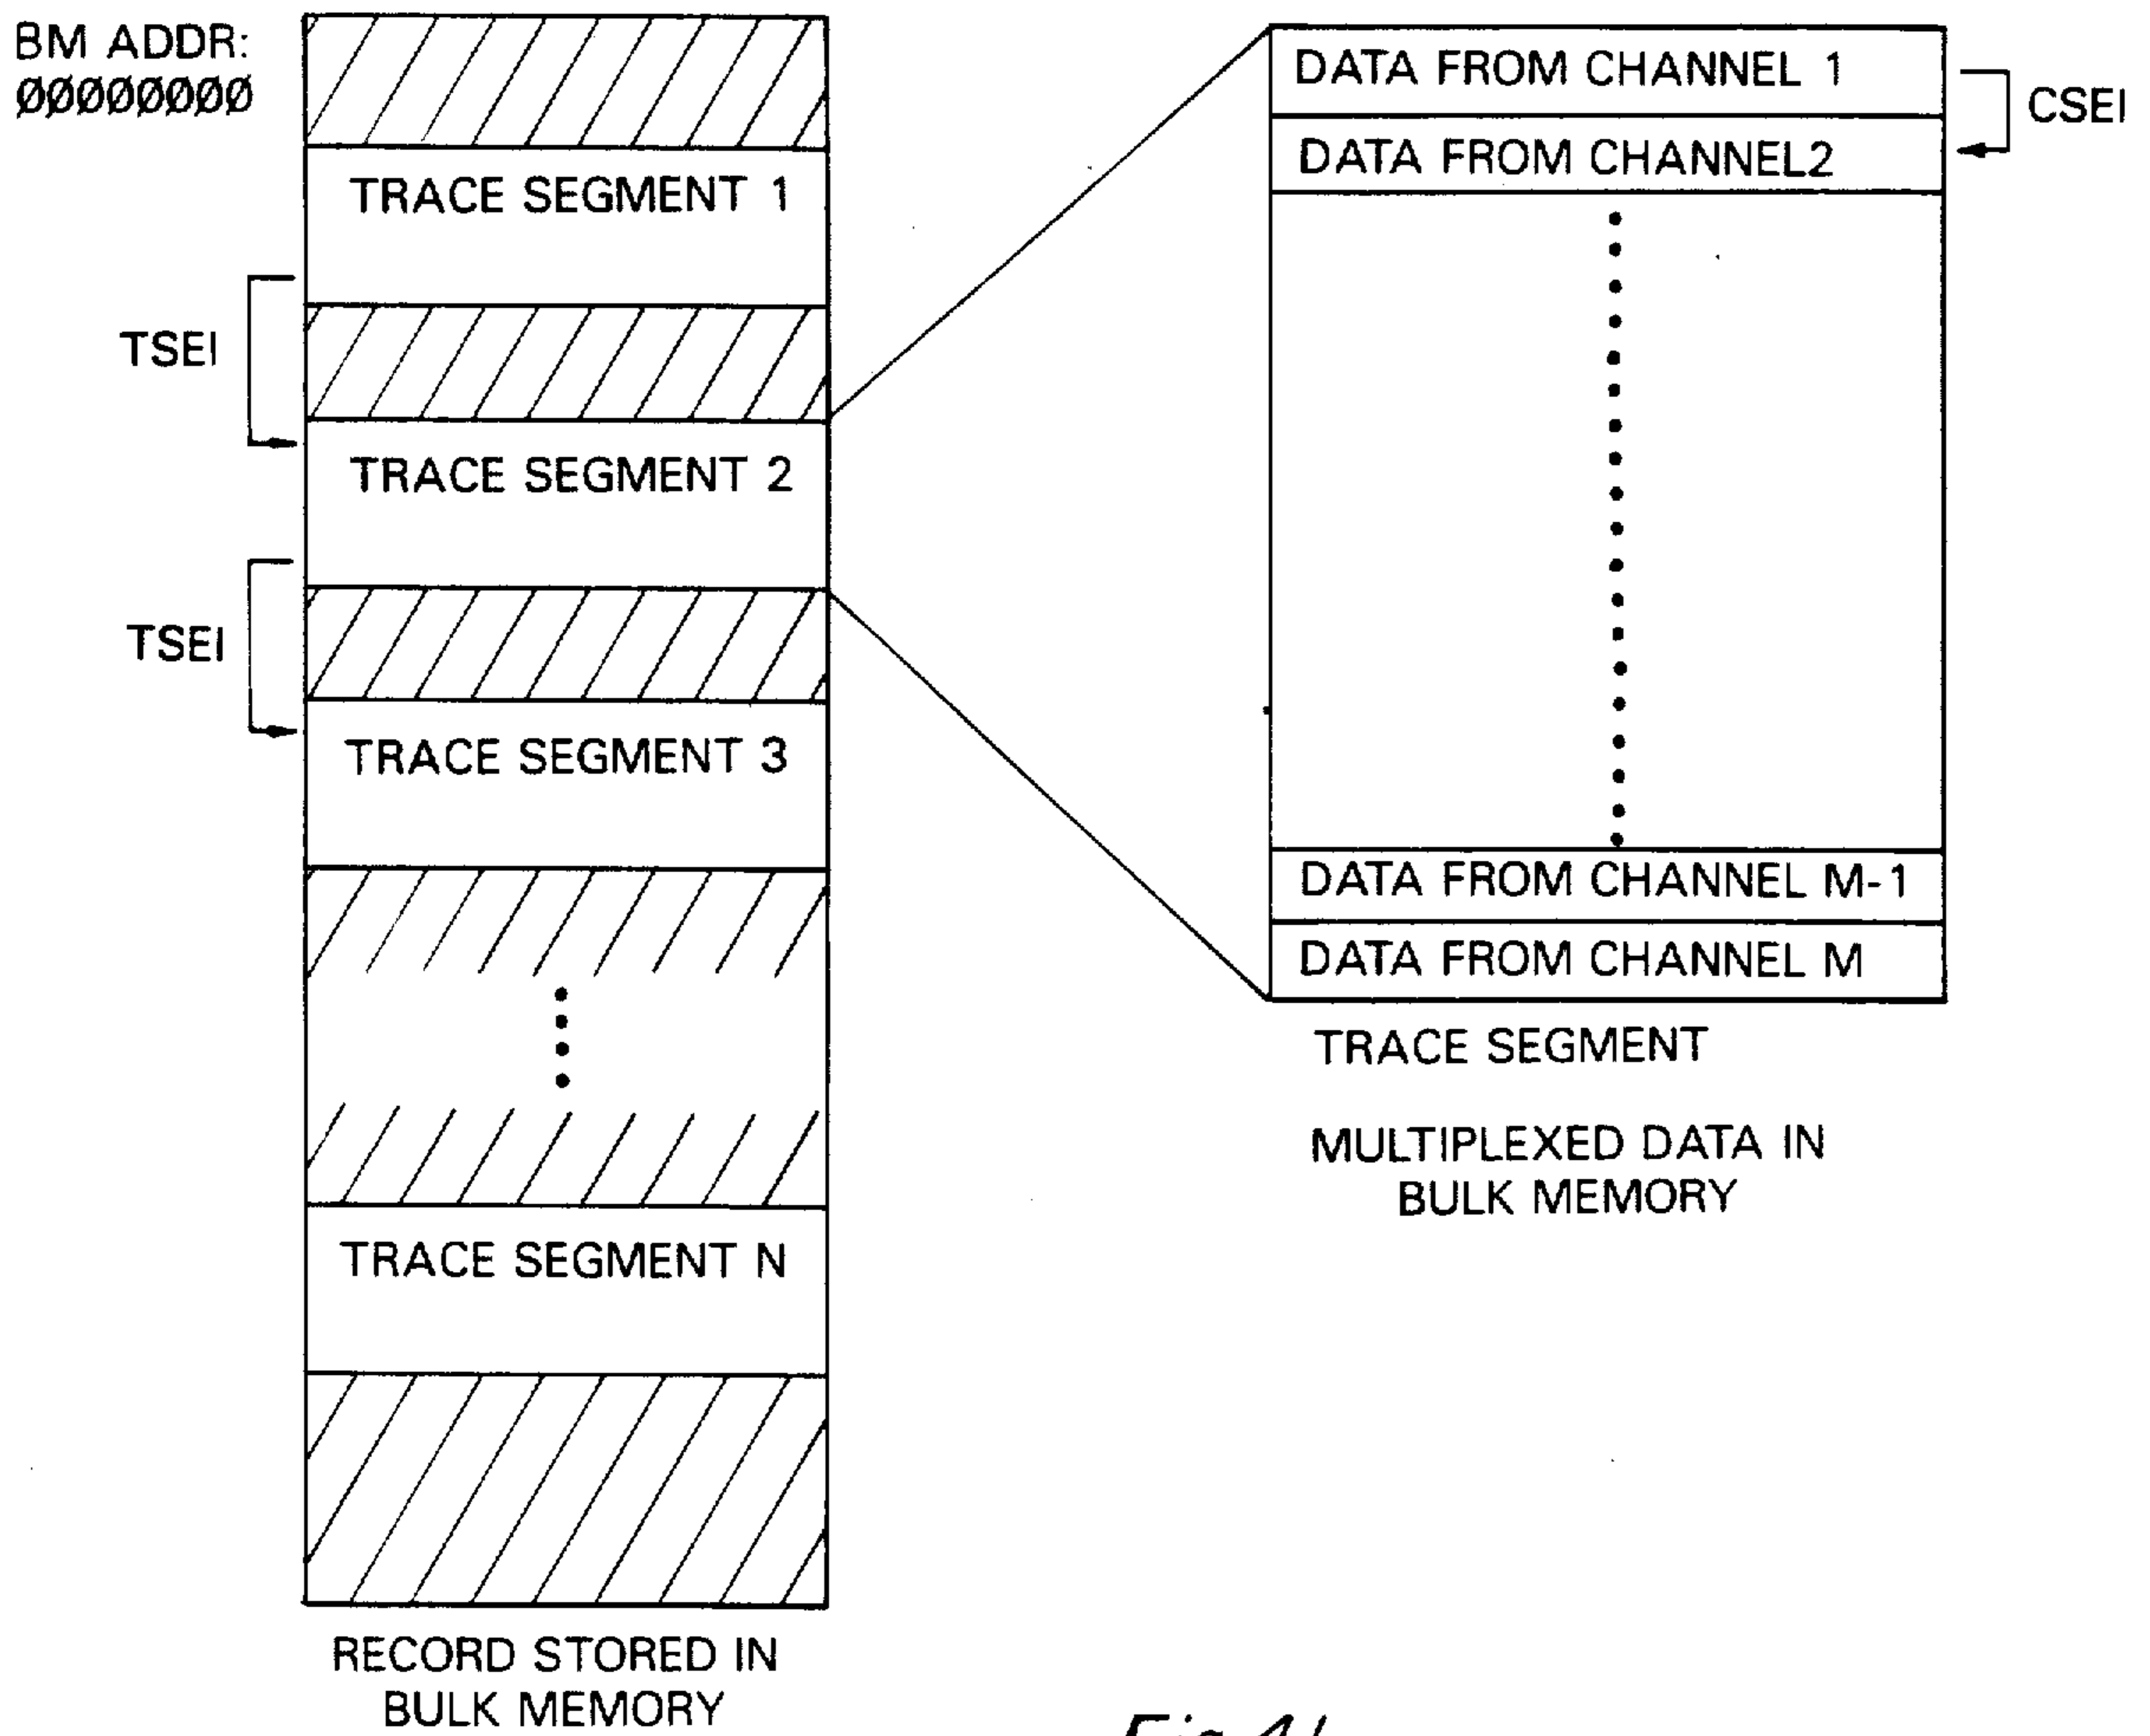 BM ADDR:
ØØØØØØØØ
TRACE SEGMENT 1
TSEI
TRACE SEGMENT 2
TSEI
TRACE SEGMENT 3
TRACE SEGMENT N
RECORD STORED IN
BULK MEMORY
DATA FROM CHANNEL 1
CSEI
DATA FROM CHANNEL2
DATA FROM CHANNEL M-1
DATA FROM CHANNEL M
TRACE SEGMENT
MULTIPLEXED DATA IN
BULK MEMORY